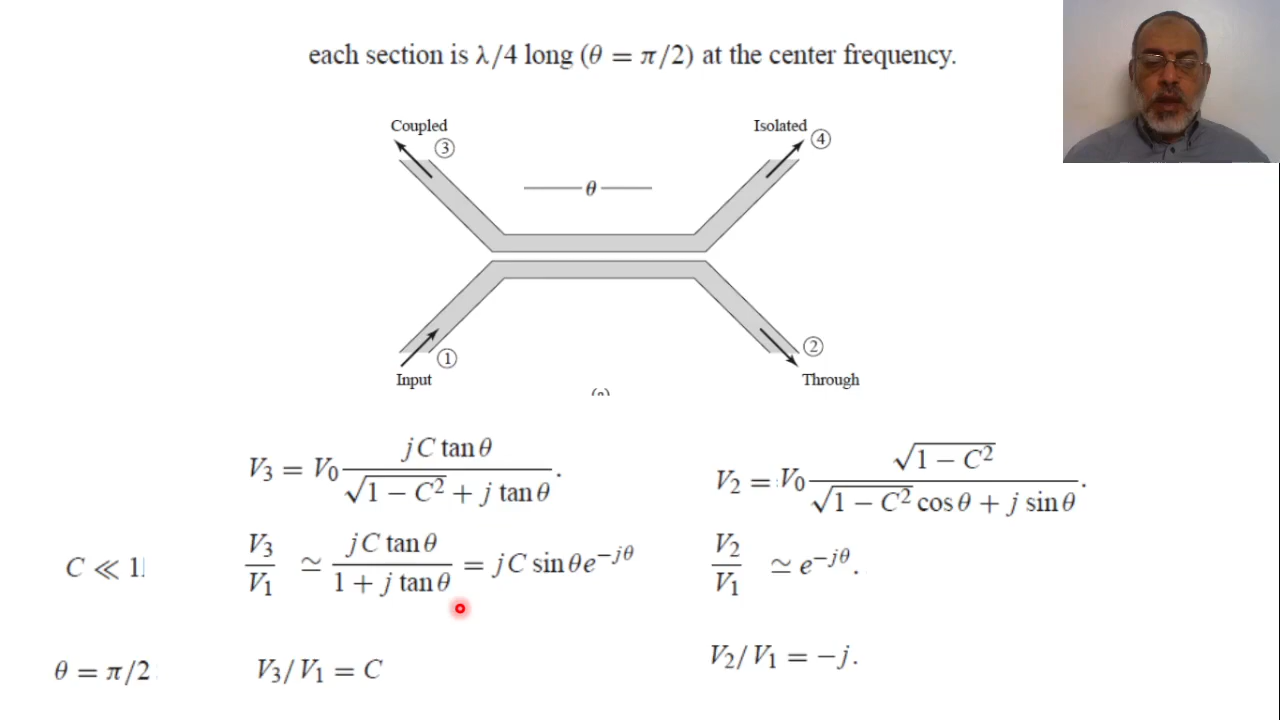 each section is λ/4 long (θ = π/2) at the center frequency.
Coupled
③
Isolated
④
θ
①
Input
②
Through
V₃ = V₀ jC tan θ / √(1 − C²) + j tan θ .
V₂ = V₀ √(1 − C²) / √(1 − C²) cos θ + j sin θ .
C ≪ 1
V₃/V₁ ≃ jC tan θ / 1 + j tan θ = jC sin θ e^(−jθ)
V₂/V₁ ≃ e^(−jθ).
θ = π/2
V₃/V₁ = C
V₂/V₁ = −j.